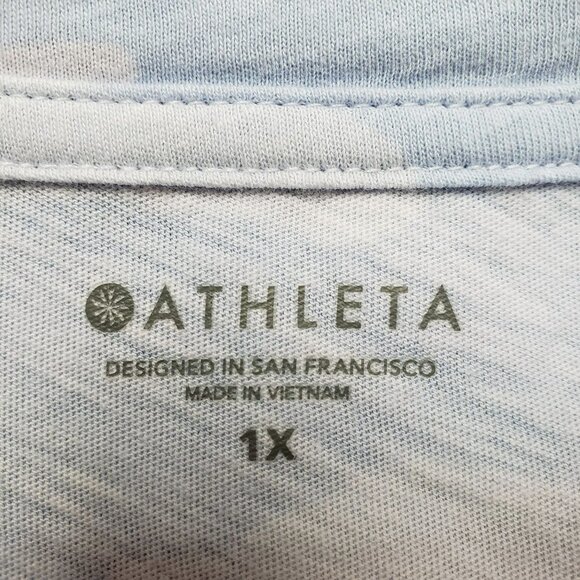 ATHLETA
DESIGNED IN SAN FRANCISCO
MADE IN VIETNAM
1X